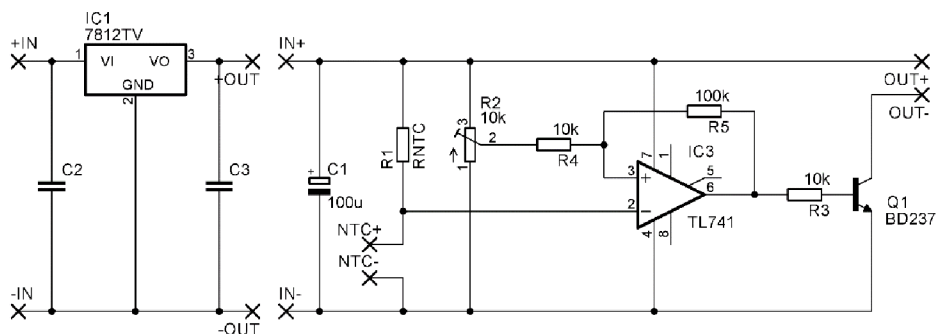 IC1
7812TV
+IN
1
VI
VO
3
+OUT
GND
2
C2
C3
-IN
-OUT
IN+
OUT+
OUT-
R1
RNTC
+
C1
100u
NTC+
NTC-
R2
10k
3
2
1
10k
R4
100k
R5
IC3
7
1
3
+
5
6
2
-
4
8
TL741
10k
R3
Q1
BD237
IN-